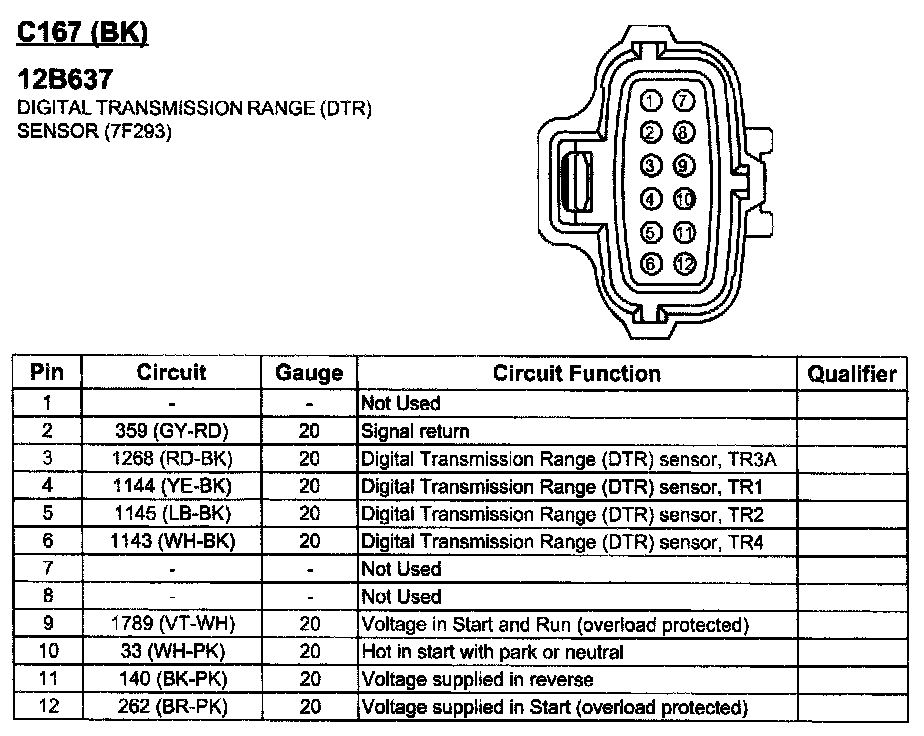 C167 (BK)
12B637
DIGITAL TRANSMISSION RANGE (DTR)
SENSOR (7F293)
1 7
2 8
3 9
4 10
5 11
6 12
Pin Circuit Gauge Circuit Function Qualifier
1 - - Not Used
2 359 (GY-RD) 20 Signal return
3 1268 (RD-BK) 20 Digital Transmission Range (DTR) sensor, TR3A
4 1144 (YE-BK) 20 Digital Transmission Range (DTR) sensor, TR1
5 1145 (LB-BK) 20 Digital Transmission Range (DTR) sensor, TR2
6 1143 (WH-BK) 20 Digital Transmission Range (DTR) sensor, TR4
7 - - Not Used
8 - - Not Used
9 1789 (VT-WH) 20 Voltage in Start and Run (overload protected)
10 33 (WH-PK) 20 Hot in start with park or neutral
11 140 (BK-PK) 20 Voltage supplied in reverse
12 262 (BR-PK) 20 Voltage supplied in Start (overload protected)